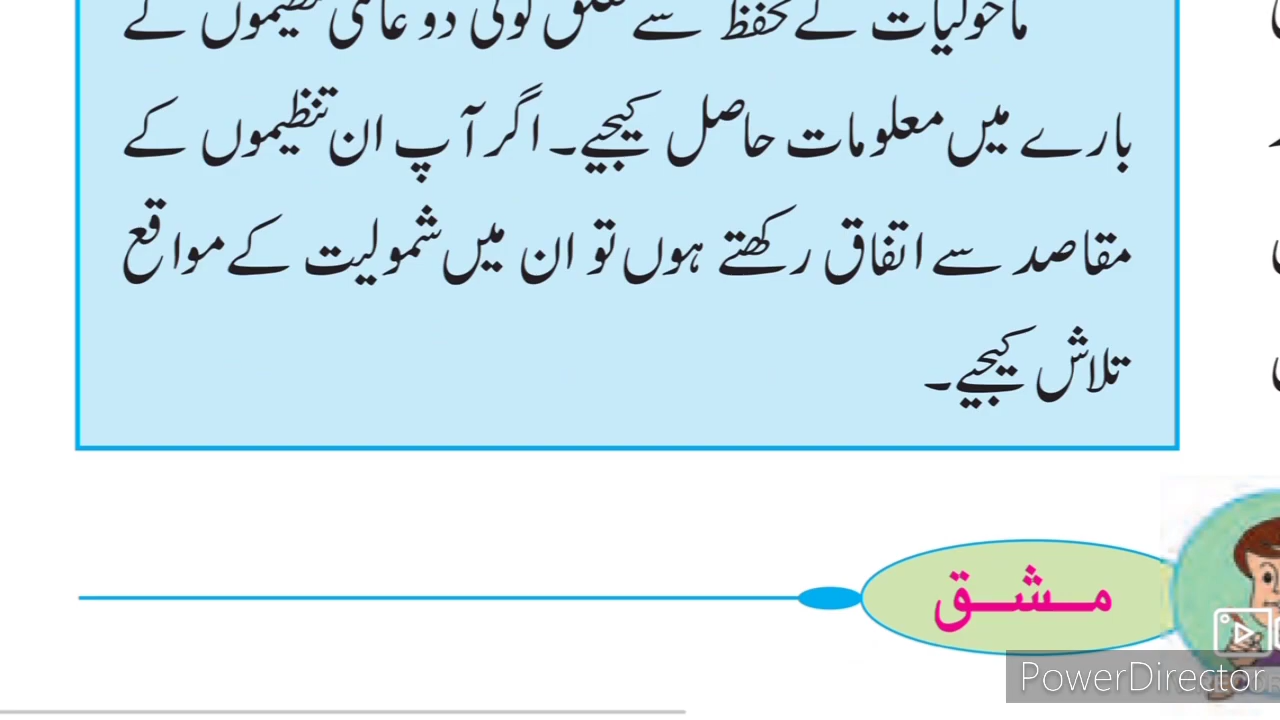 ماحولیات کے تحفظ سے متعلق کوئی دو عالمی تنظیموں کے
بارے میں معلومات حاصل کیجیے۔ اگر آپ ان تنظیموں کے
مقاصد سے اتفاق رکھتے ہوں تو ان میں شمولیت کے مواقع
تلاش کیجیے۔
مشق
PowerDirector